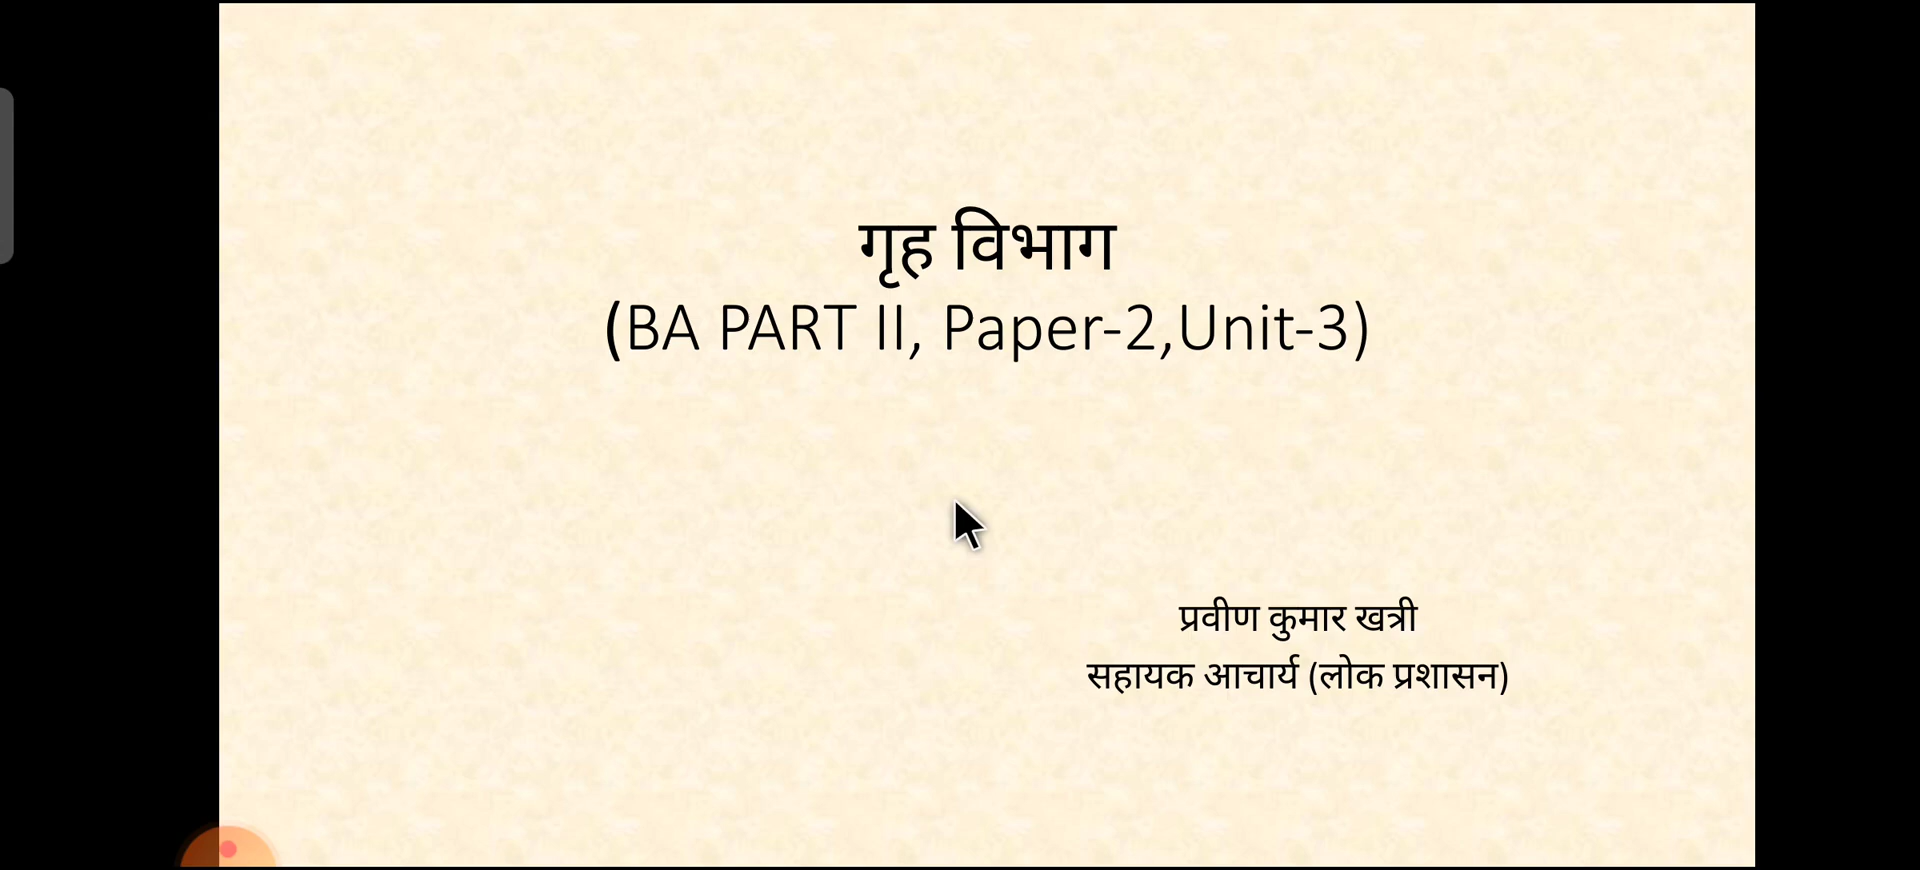 गृह विभाग
(BA PART II, Paper-2,Unit-3)
प्रवीण कुमार खत्री
सहायक आचार्य (लोक प्रशासन)